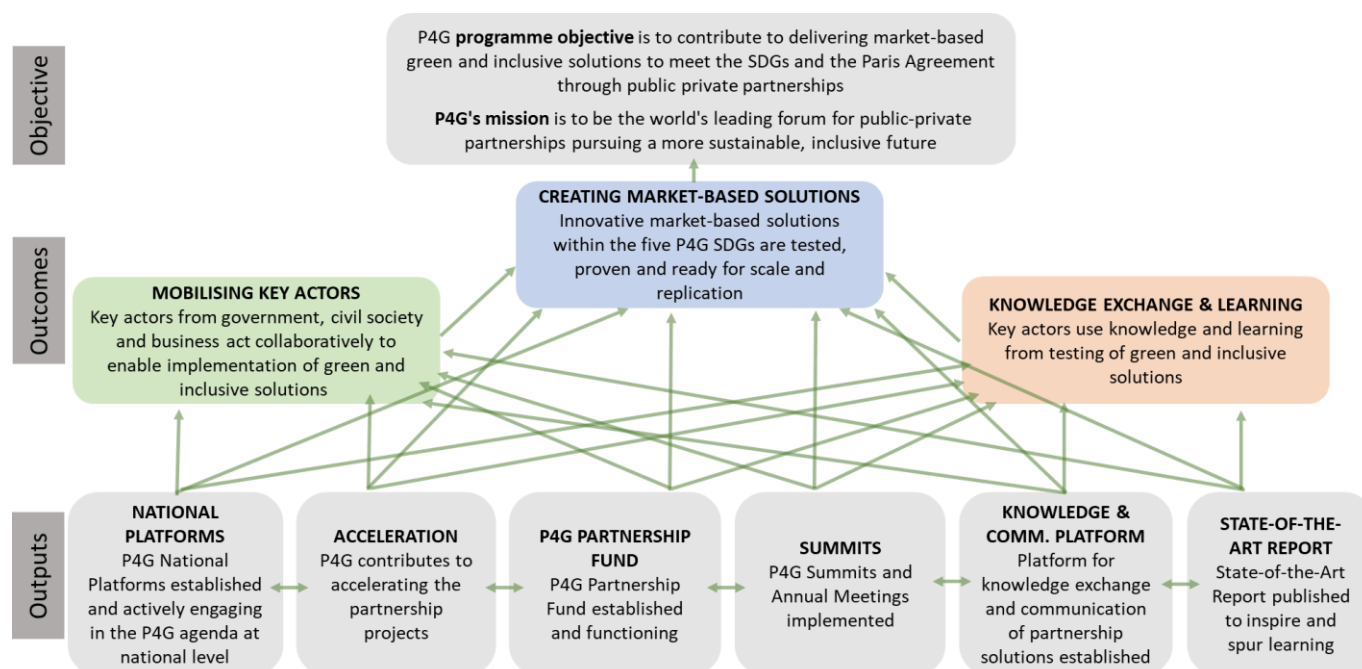 Objective
P4G programme objective is to contribute to delivering market-based
green and inclusive solutions to meet the SDGs and the Paris Agreement
through public private partnerships
P4G's mission is to be the world's leading forum for public-private
partnerships pursuing a more sustainable, inclusive future
Outcomes
CREATING MARKET-BASED SOLUTIONS
Innovative market-based solutions
within the five P4G SDGs are tested,
proven and ready for scale and
replication
MOBILISING KEY ACTORS
Key actors from government, civil society
and business act collaboratively to
enable implementation of green and
inclusive solutions
KNOWLEDGE EXCHANGE & LEARNING
Key actors use knowledge and learning
from testing of green and inclusive
solutions
Outputs
NATIONAL
PLATFORMS
P4G National
Platforms established
and actively engaging
in the P4G agenda at
national level
ACCELERATION
P4G contributes to
accelerating the
partnership
projects
P4G PARTNERSHIP
FUND
P4G Partnership
Fund established
and functioning
SUMMITS
P4G Summits and
Annual Meetings
implemented
KNOWLEDGE &
COMM. PLATFORM
Platform for
knowledge exchange
and communication
of partnership
solutions established
STATE-OF-THE-
ART REPORT
State-of-the-Art
Report published
to inspire and
spur learning